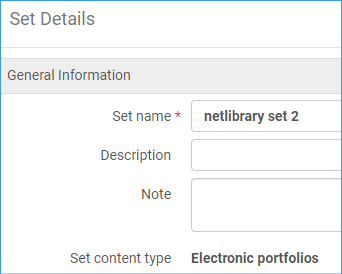 Set Details
General Information
Set name * netlibrary set 2
Description
Note
Set content type Electronic portfolios